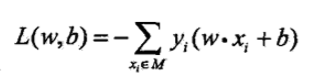 L(w,b) = -∑_{x_i∈M} y_i(w•x_i + b)